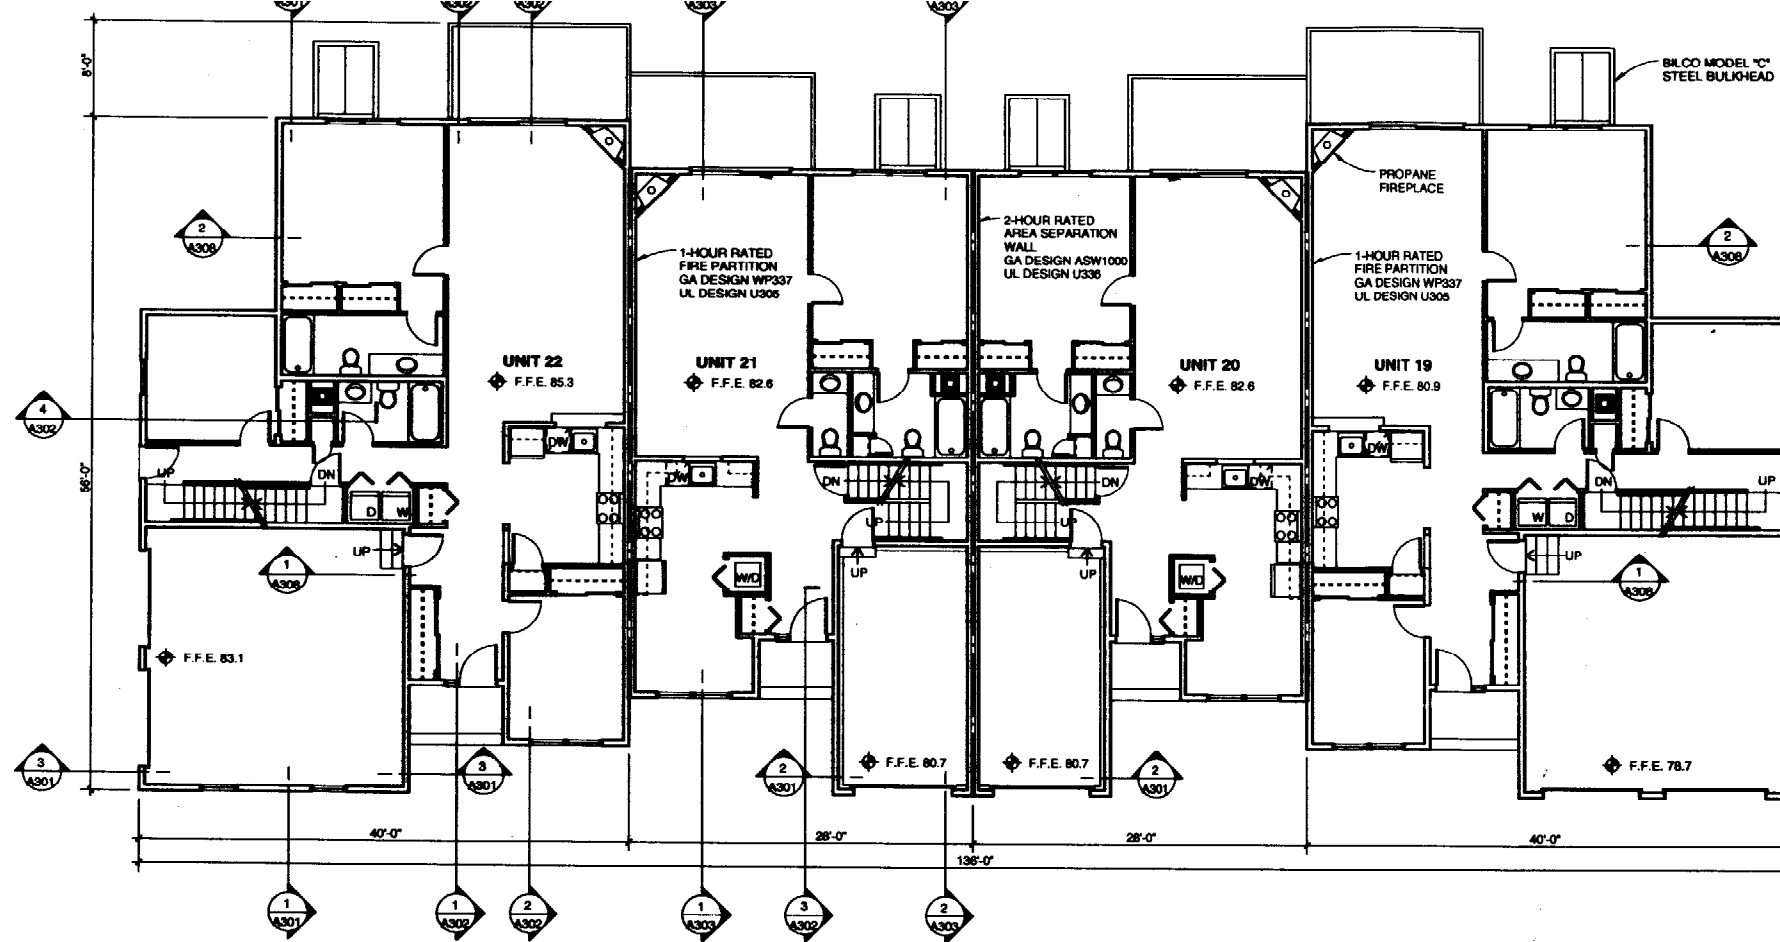 A301
A302
A302
A303
A303
8'-0"
BILCO MODEL "C"
STEEL BULKHEAD
PROPANE
FIREPLACE
2
A308
2-HOUR RATED
AREA SEPARATION
WALL
GA DESIGN ASW1000
UL DESIGN U336
1-HOUR RATED
FIRE PARTITION
GA DESIGN WP337
UL DESIGN U305
1-HOUR RATED
FIRE PARTITION
GA DESIGN WP337
UL DESIGN U305
2
A308
UNIT 22
F.F.E. 85.3
UNIT 21
F.F.E. 82.6
UNIT 20
F.F.E. 82.6
UNIT 19
F.F.E. 80.9
4
A302
56'-0"
DW
DW
DW
DW
UP
DN
DN
DN
DN
UP
D
W
W
D
UP
UP
UP
UP
UP
UP
1
A308
W/D
W/D
1
A308
F.F.E. 83.1
3
A301
3
A301
2
A301
F.F.E. 80.7
F.F.E. 80.7
2
A301
F.F.E. 78.7
40'-0"
28'-0"
28'-0"
40'-0"
136'-0"
1
A301
1
A302
2
A302
1
A303
3
A302
2
A303